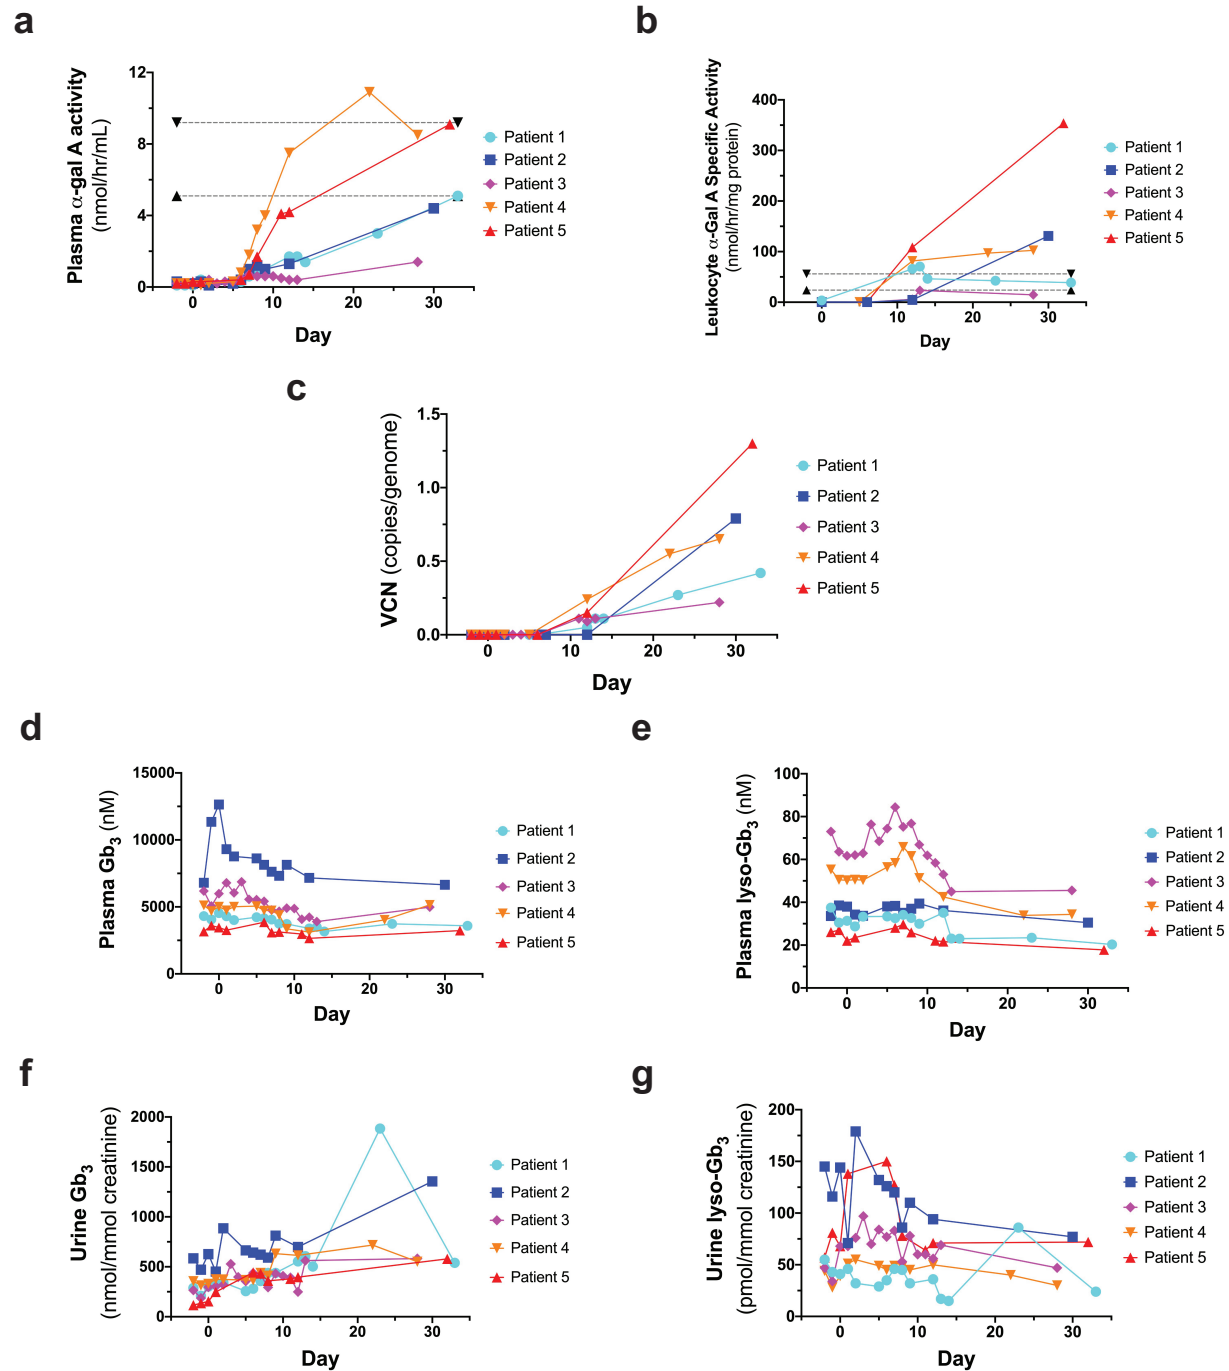 a
Plasma α-gal A activity
(nmol/hr/mL)
12
8
4
0
0
10
20
30
Day
Patient 1
Patient 2
Patient 3
Patient 4
Patient 5
b
Leukocyte α-Gal A Specific Activity
(nmol/hr/mg protein)
400
300
200
100
0
0
10
20
30
Day
Patient 1
Patient 2
Patient 3
Patient 4
Patient 5
c
VCN (copies/genome)
1.5
1.0
0.5
0.0
0
10
20
30
Day
Patient 1
Patient 2
Patient 3
Patient 4
Patient 5
d
Plasma Gb3 (nM)
15000
10000
5000
0
0
10
20
30
Day
Patient 1
Patient 2
Patient 3
Patient 4
Patient 5
e
Plasma lyso-Gb3 (nM)
100
80
60
40
20
0
0
10
20
30
Day
Patient 1
Patient 2
Patient 3
Patient 4
Patient 5
f
Urine Gb3
(nmol/mmol creatinine)
2000
1500
1000
500
0
0
10
20
30
Day
Patient 1
Patient 2
Patient 3
Patient 4
Patient 5
g
Urine lyso-Gb3
(pmol/mmol creatinine)
200
150
100
50
0
0
10
20
30
Day
Patient 1
Patient 2
Patient 3
Patient 4
Patient 5